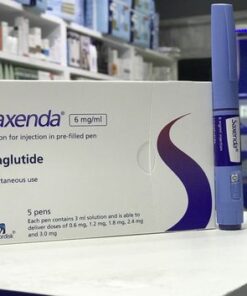 axenda® 6 mg/ml
on for injection in pre-filled pen
aglutide
utaneous use
5 pens
Each pen contains 3 ml solution and is able to
deliver doses of 0.6 mg, 1.2 mg, 1.8 mg, 2.4 mg
and 3.0 mg
Saxenda®